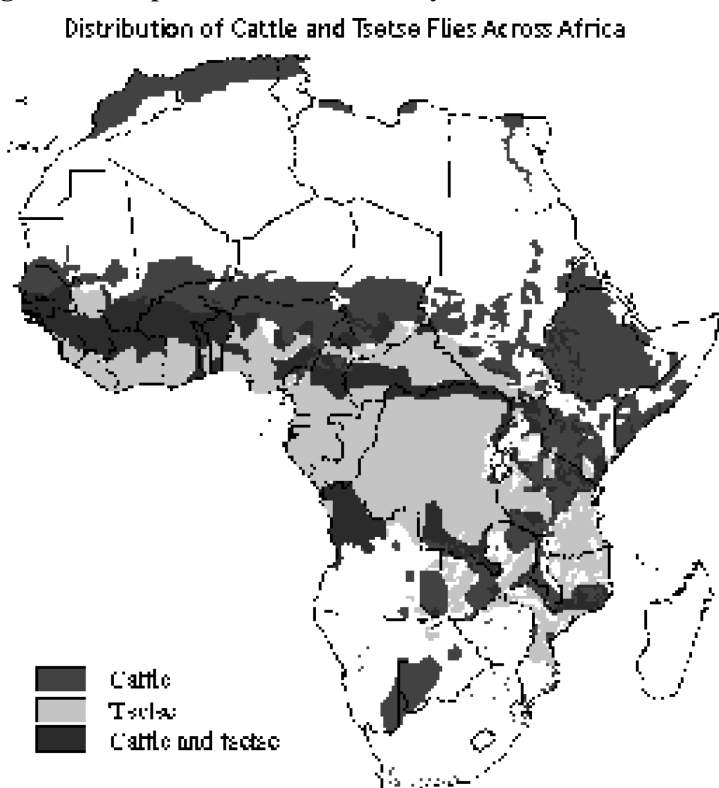 Distribution of Cattle and Tsetse Flies Across Africa
Cattle
Tsetse
Cattle and tsetse